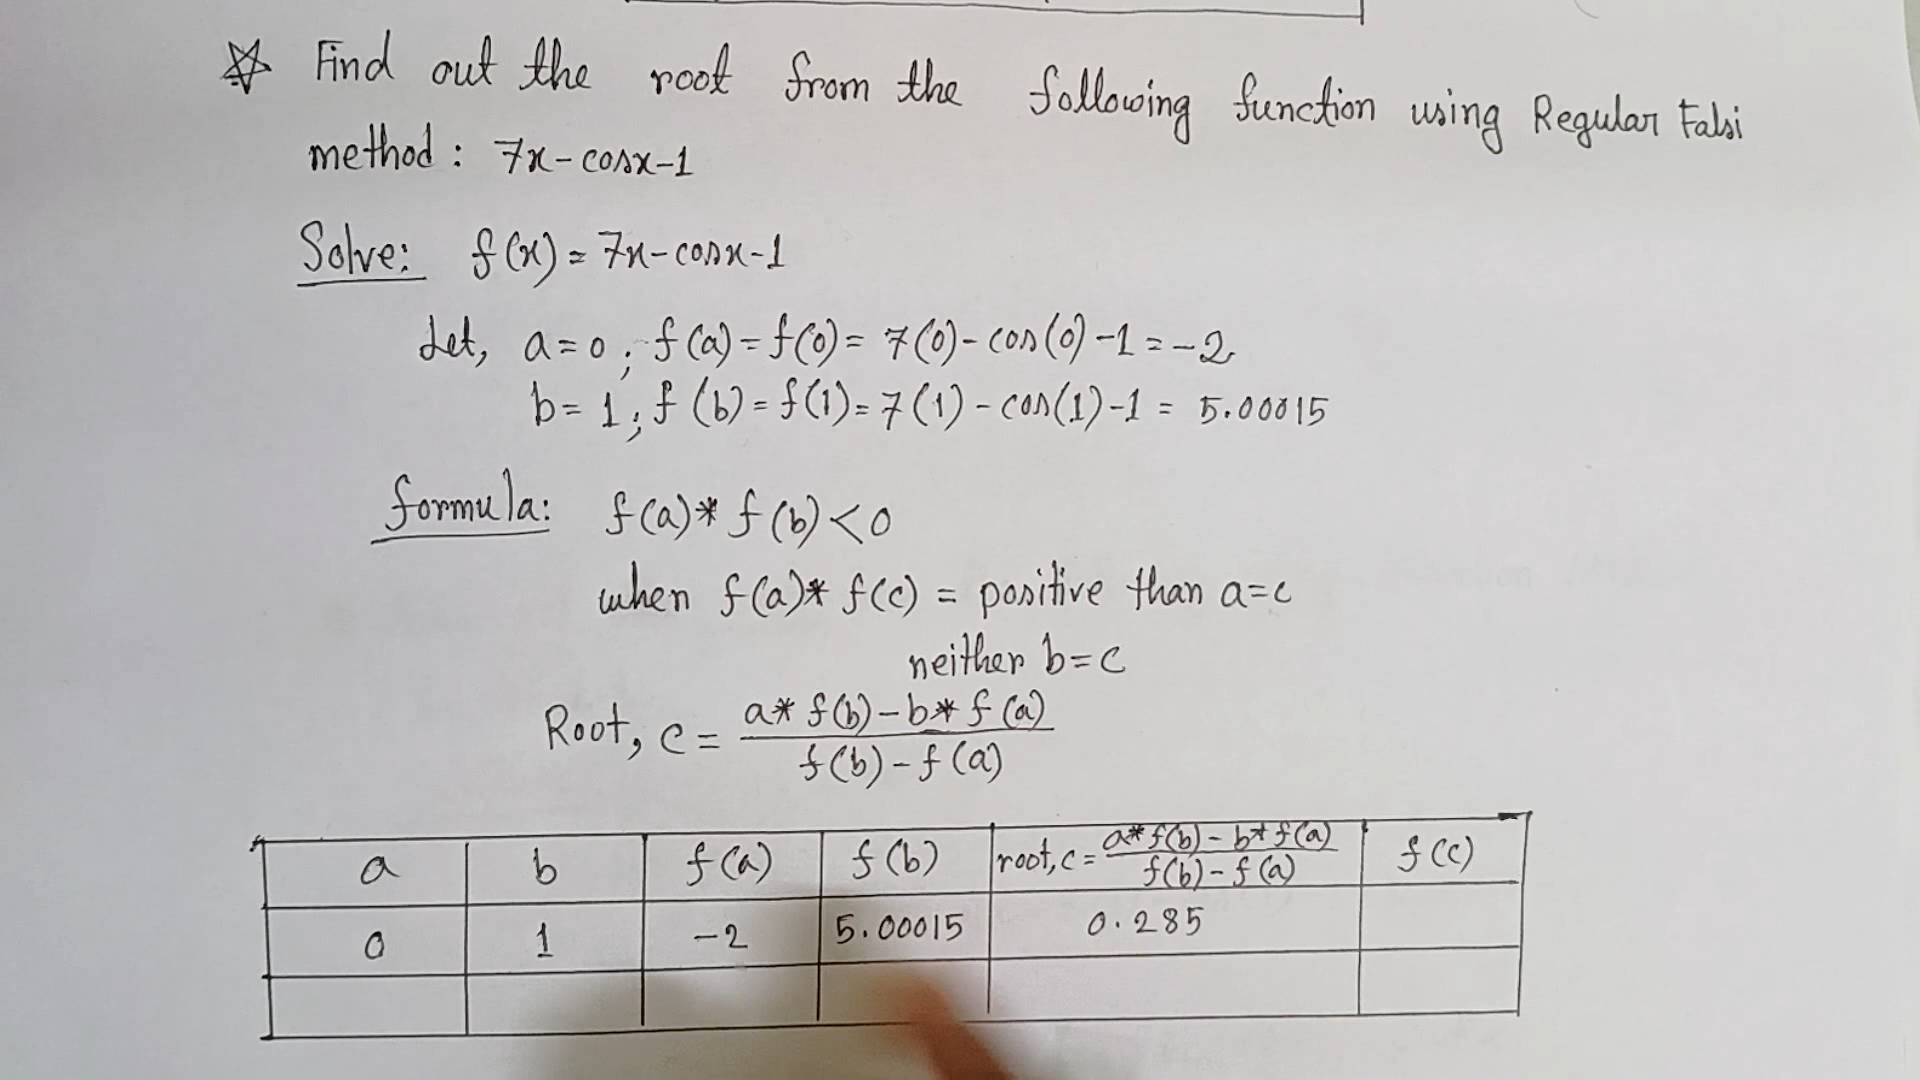 ☆ Find out the root from the following function using Regular Falsi
method: 7x-cosx-1
Solve: f(x) = 7x-cosx-1
Let, a=0; f(a)=f(0)= 7(0)-cos(0)-1=-2
b=1; f(b)=f(1)=7(1)-cos(1)-1= 5.00015
formula: f(a)* f(b)<0
when f(a)* f(c) = positive than a=c
neither b=c
Root, c= a* f(b)-b* f(a)
f(b)-f(a)
a b f(a) f(b) root, c= a* f(b)-b* f(a) f(c)
f(b)-f(a)
0 1 -2 5.00015 0.285